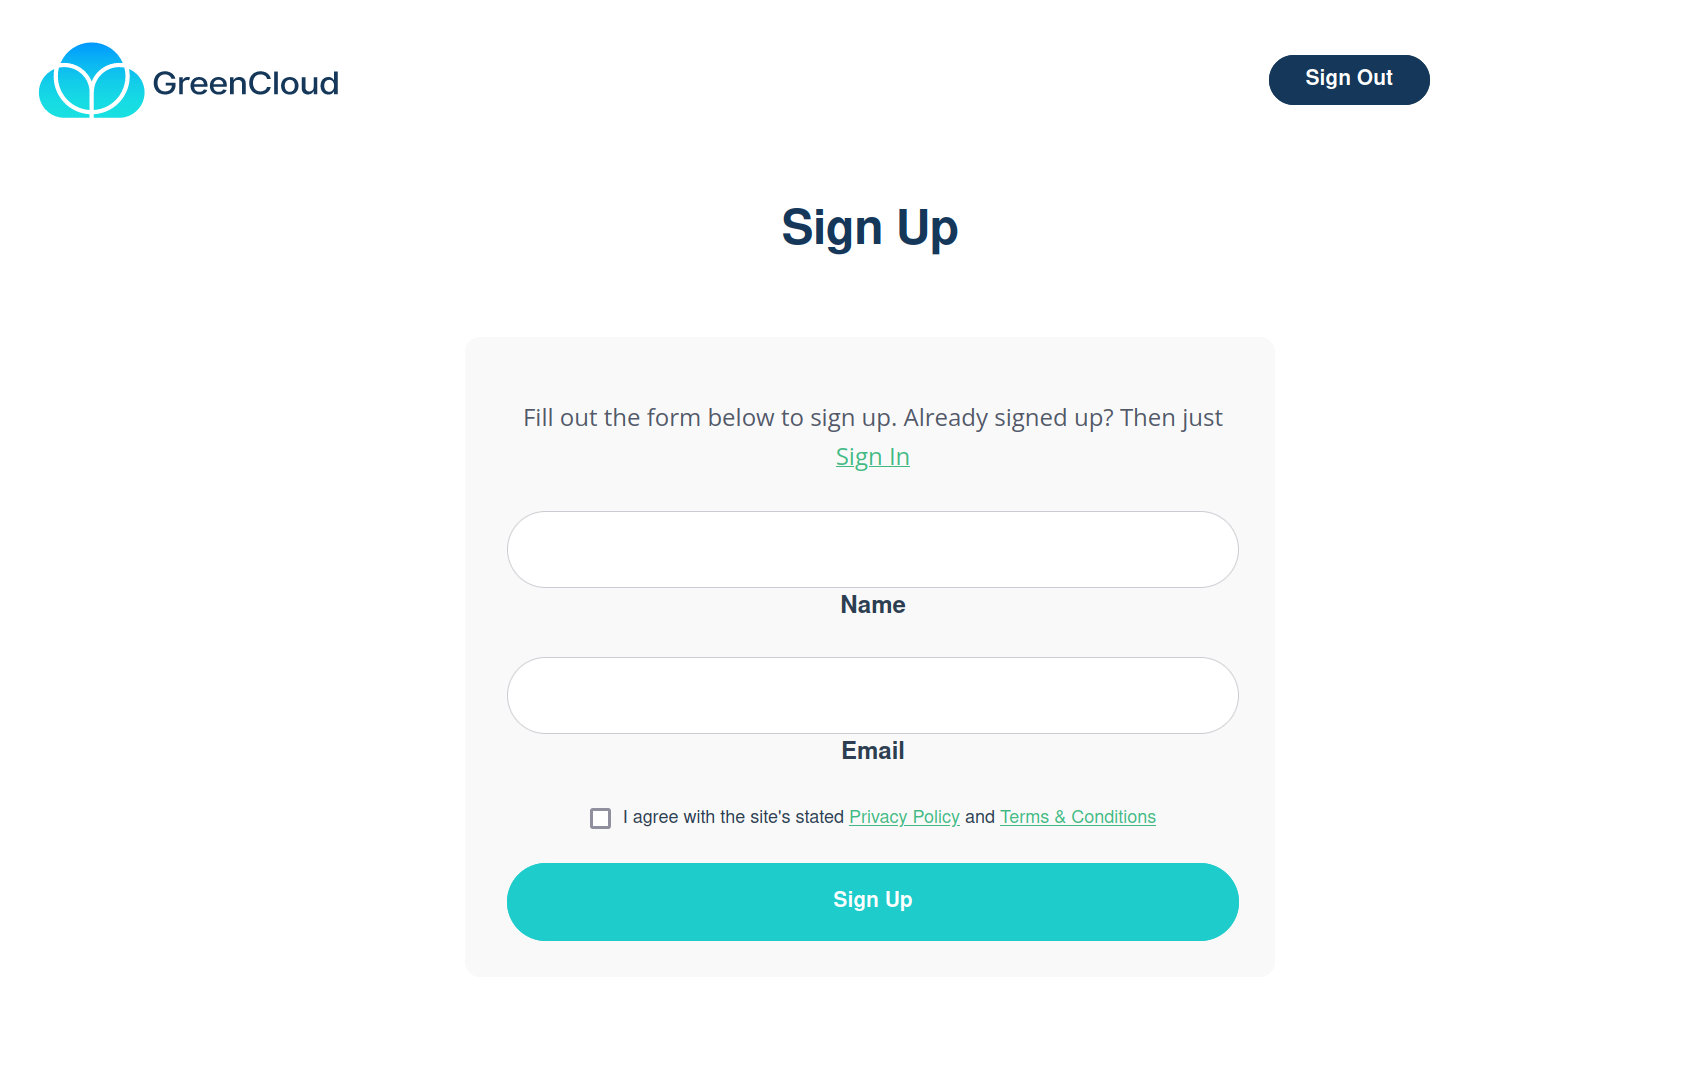 GreenCloud
Sign Out
Sign Up
Fill out the form below to sign up. Already signed up? Then just
Sign In
Name
Email
I agree with the site's stated Privacy Policy and Terms & Conditions
Sign Up